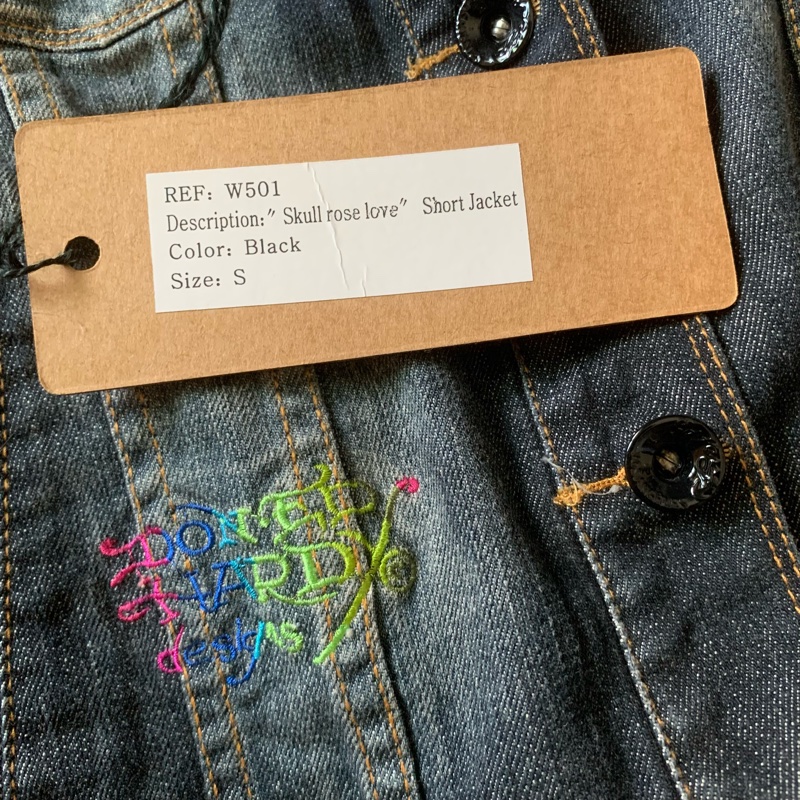 REF: W501
Description:" Skull rose love" Short Jacket
Color: Black
Size: S
DON ED
HARDY
designs